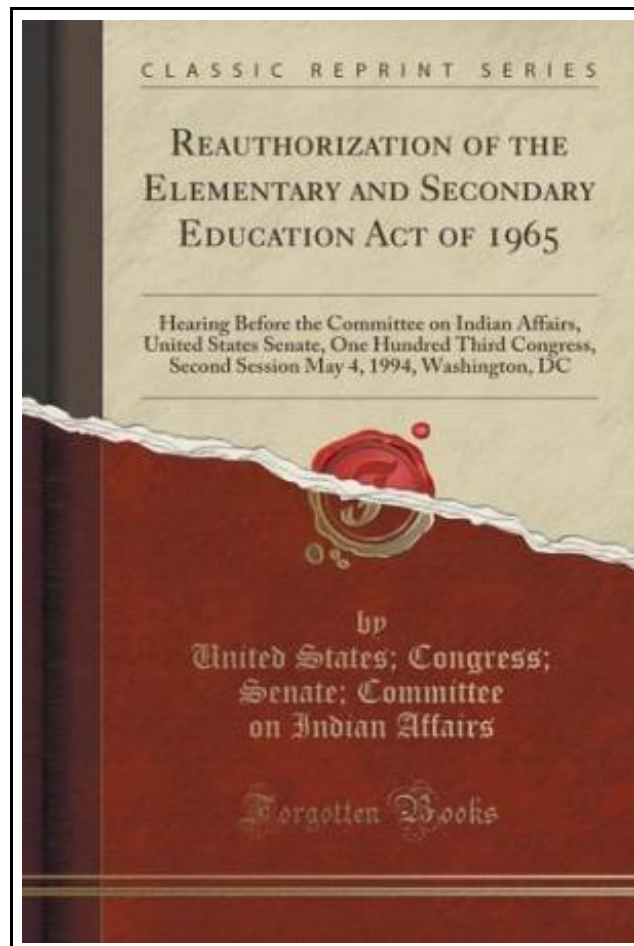 CLASSIC REPRINT SERIES
REAUTHORIZATION OF THE
ELEMENTARY AND SECONDARY
EDUCATION ACT OF 1965
Hearing Before the Committee on Indian Affairs,
United States Senate, One Hundred Third Congress,
Second Session May 4, 1994, Washington, DC
by
United States; Congress;
Senate; Committee
on Indian Affairs
Forgotten Books